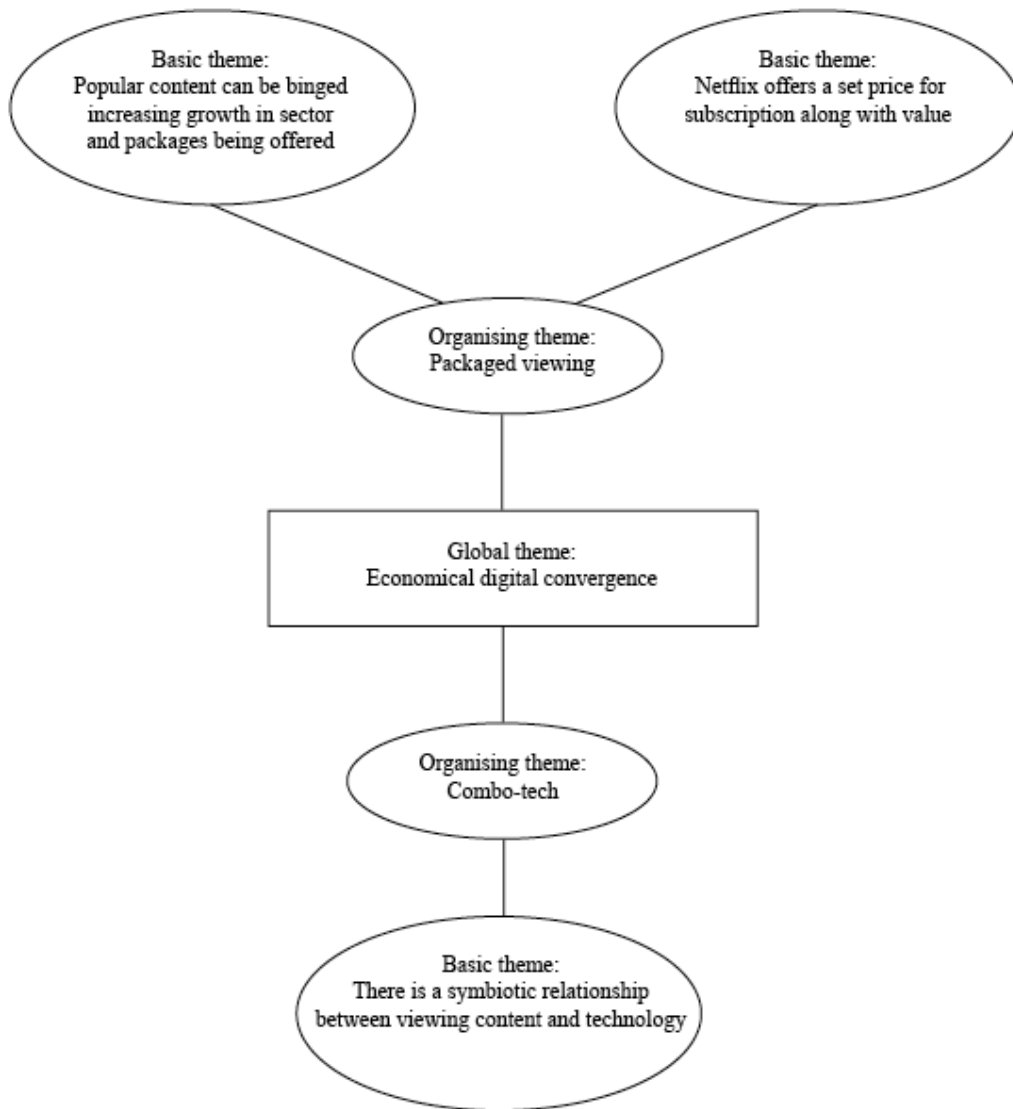 Basic theme:
Popular content can be binged
increasing growth in sector
and packages being offered
Basic theme:
Netflix offers a set price for
subscription along with value
Organising theme:
Packaged viewing
Global theme:
Economical digital convergence
Organising theme:
Combo-tech
Basic theme:
There is a symbiotic relationship
between viewing content and technology